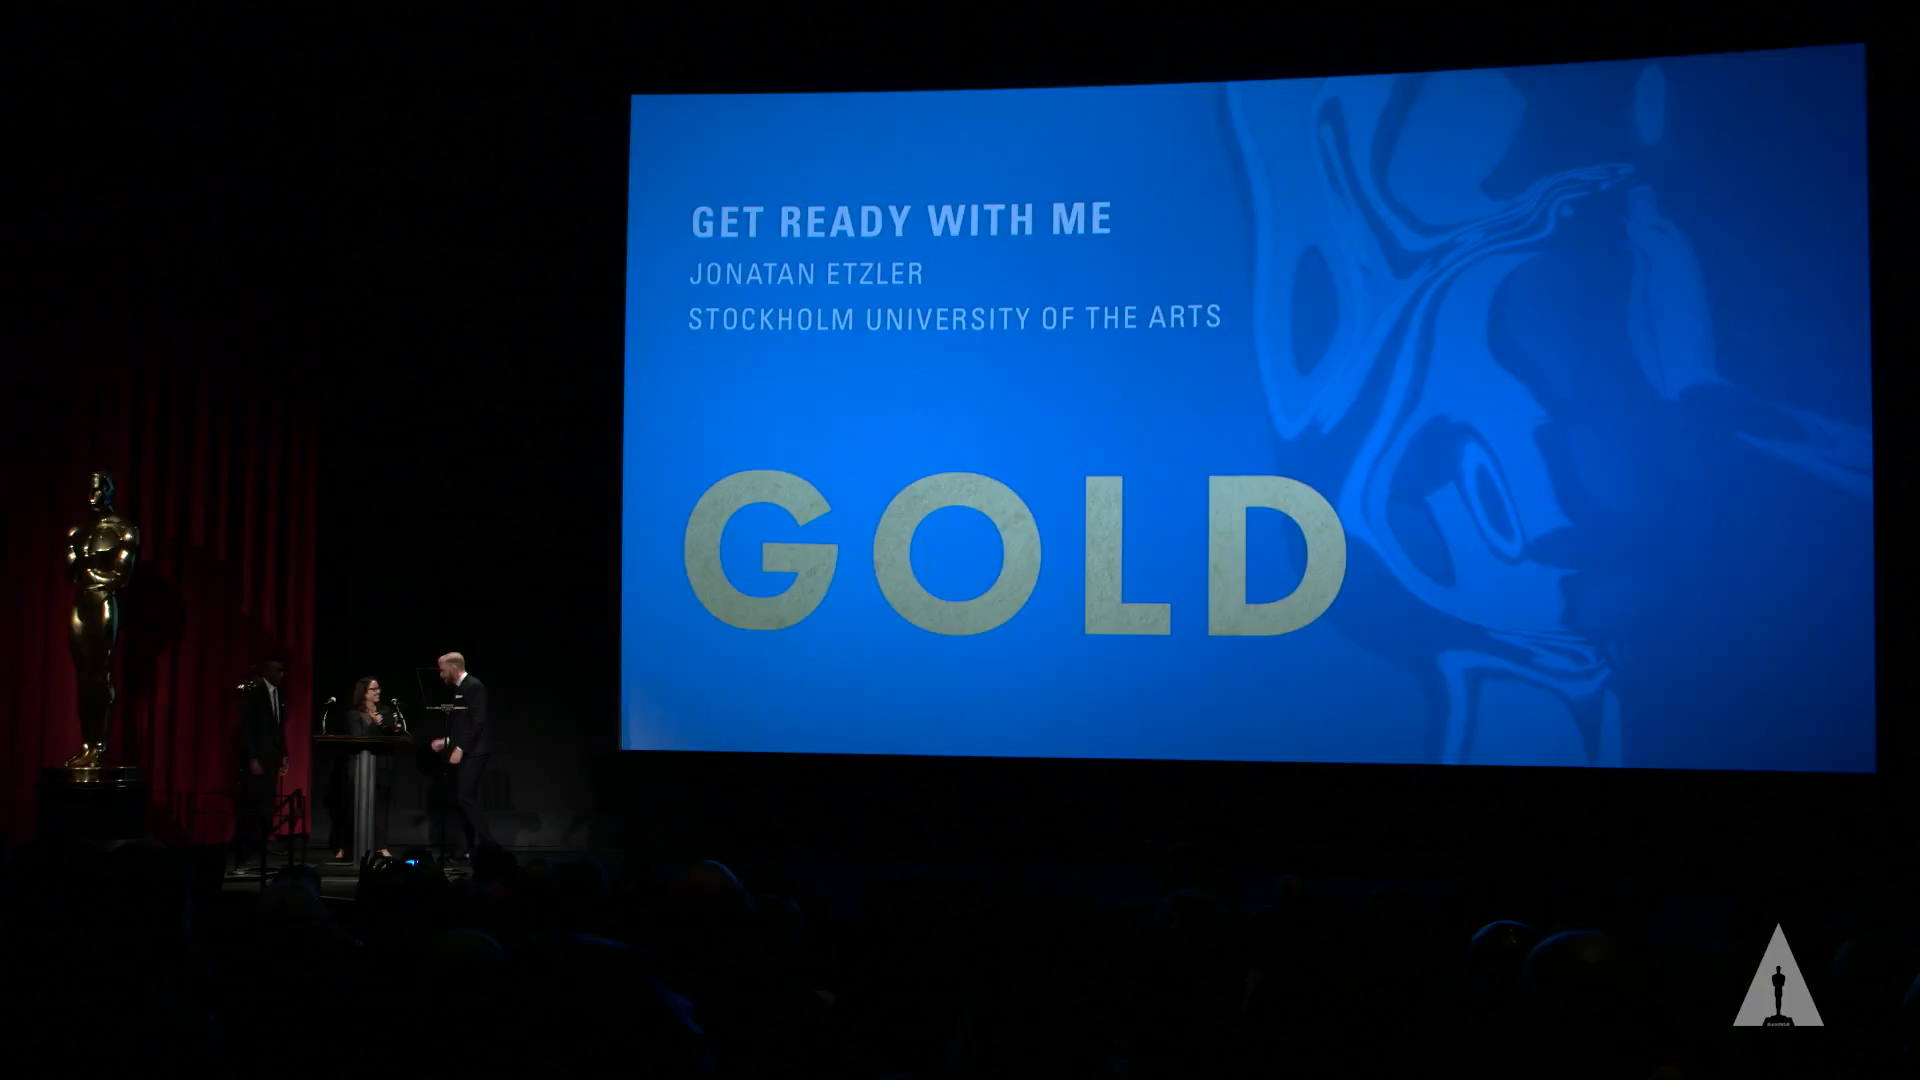 GET READY WITH ME
JONATAN ETZLER
STOCKHOLM UNIVERSITY OF THE ARTS
GOLD